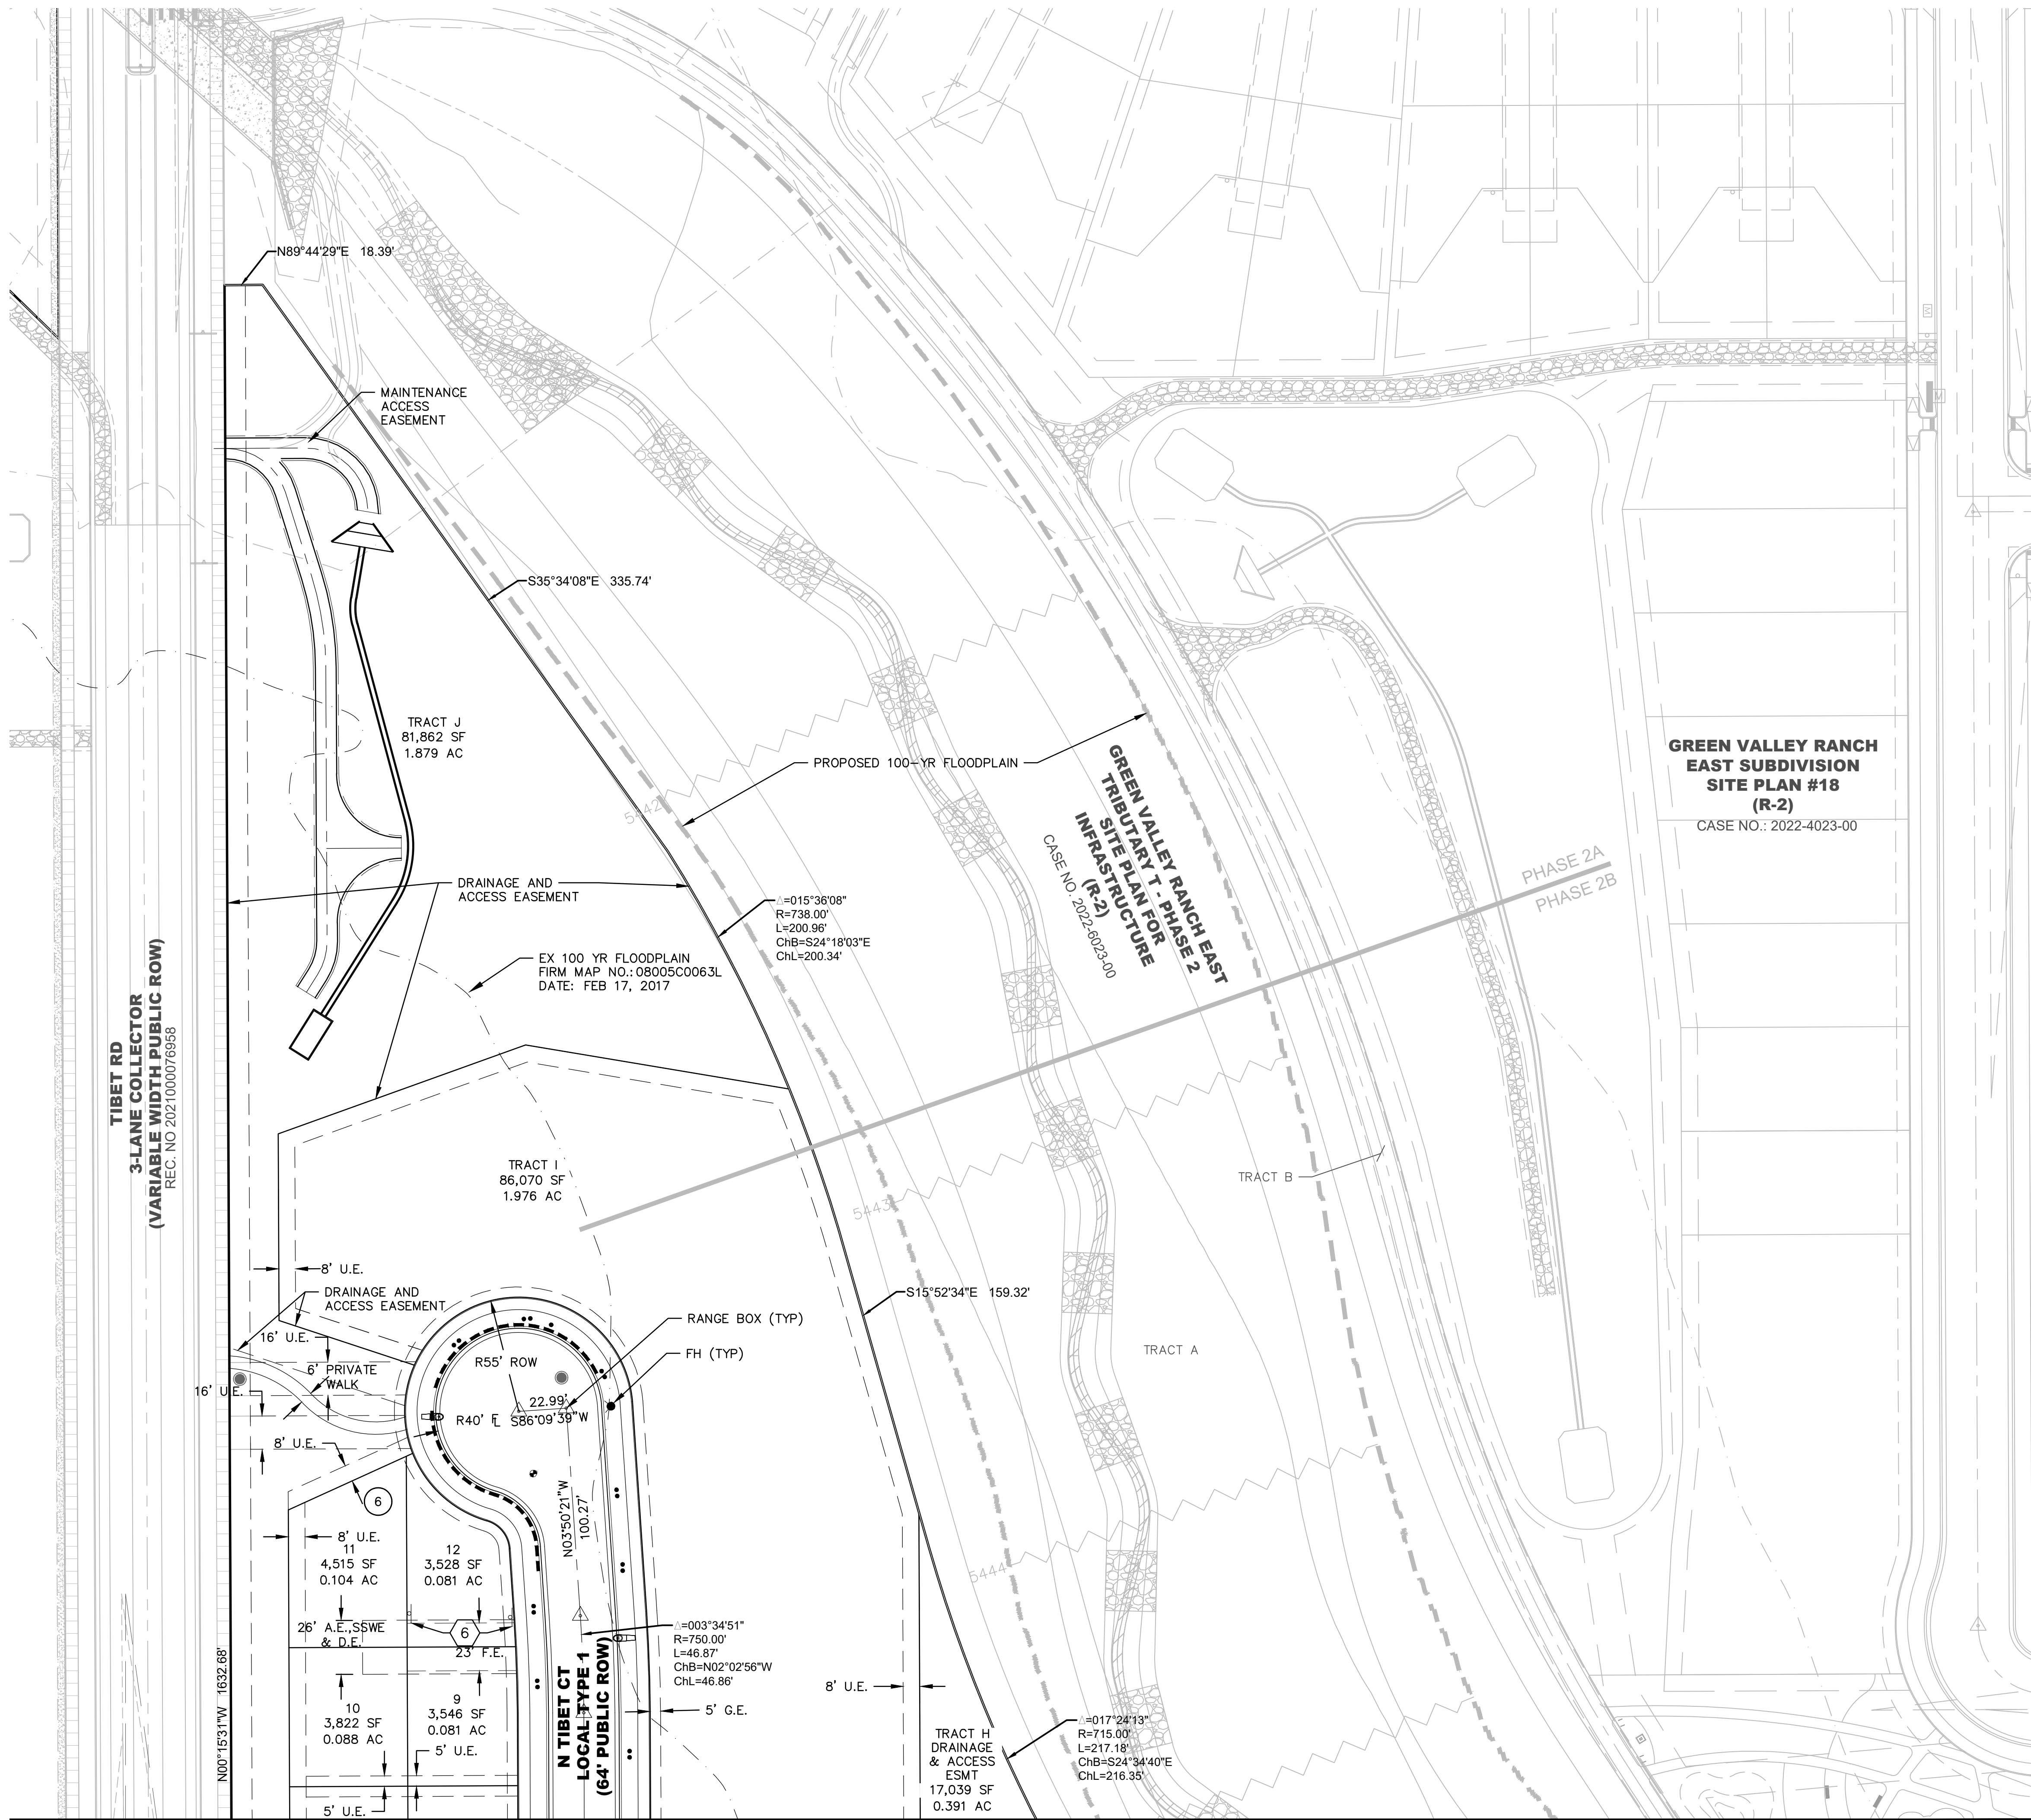 N89°44'29"E 18.39'
MAINTENANCE
ACCESS
EASEMENT
S35°34'08"E 335.74'
TRACT J
81,862 SF
1.879 AC
PROPOSED 100-YR FLOODPLAIN
5442
GREEN VALLEY RANCH EAST
TRIBUTARY T - PHASE 2
SITE PLAN FOR
INFRASTRUCTURE
(R-2)
CASE NO. 2022-6023-00
GREEN VALLEY RANCH
EAST SUBDIVISION
SITE PLAN #18
(R-2)
CASE NO.: 2022-4023-00
PHASE 2A
PHASE 2B
DRAINAGE AND
ACCESS EASEMENT
△=015°36'08"
R=738.00'
L=200.96'
ChB=S24°18'03"E
ChL=200.34'
EX 100 YR FLOODPLAIN
FIRM MAP NO.: 08005C0063L
DATE: FEB 17, 2017
TIBET RD
3-LANE COLLECTOR
(VARIABLE WIDTH PUBLIC ROW)
REC. NO 2021000076958
TRACT I
86,070 SF
1.976 AC
TRACT B
5443
8' U.E.
DRAINAGE AND
ACCESS EASEMENT
S15°52'34"E 159.32'
RANGE BOX (TYP)
16' U.E.
R55' ROW
FH (TYP)
TRACT A
6' PRIVATE
WALK
16' U.E.
22.99'
R40' FL S86°09'39"W
8' U.E.
6
N03°50'21"W
100.27'
8' U.E.
11
4,515 SF
0.104 AC
12
3,528 SF
0.081 AC
5444
26' A.E.,SSWE
& D.E.
6
23' F.E.
△=003°34'51"
R=750.00'
L=46.87'
ChB=N02°02'56"W
ChL=46.86'
N00°15'31"W 1632.68'
N TIBET CT
LOCAL TYPE 1
(64' PUBLIC ROW)
8' U.E.
10
3,822 SF
0.088 AC
9
3,546 SF
0.081 AC
5' G.E.
5' U.E.
5' U.E.
TRACT H
DRAINAGE
& ACCESS
ESMT
17,039 SF
0.391 AC
△=017°24'13"
R=715.00'
L=217.18'
ChB=S24°34'40"E
ChL=216.35'